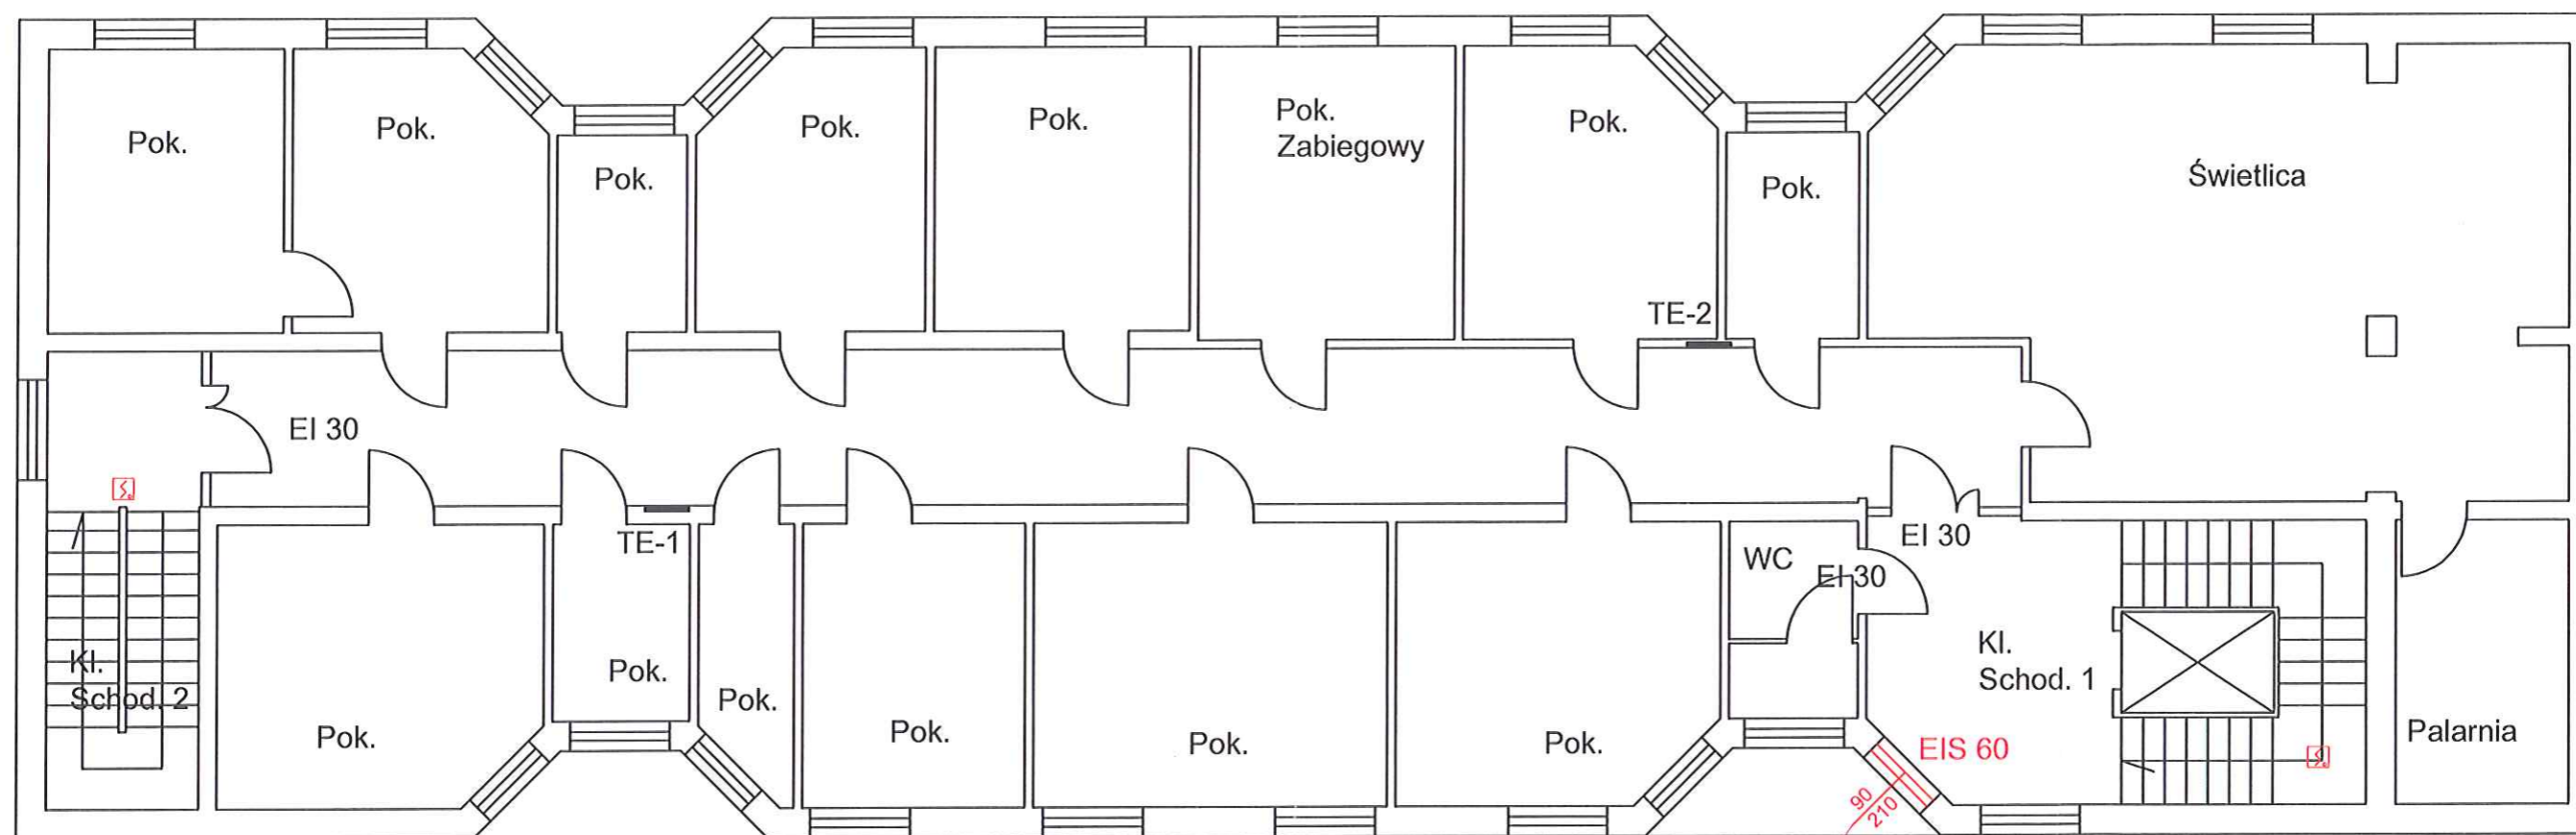 Pok.
Pok.
Pok.
Pok.
Pok.
Pok.
Zabiegowy
Pok.
Pok.
Świetlica
TE-2
EI 30
TE-1
WC
EI 30
EI 30
Kl.
Schod. 2
Pok.
Pok.
Pok.
Pok.
Pok.
Pok.
Kl.
Schod. 1
EIS 60
90
210
Palarnia